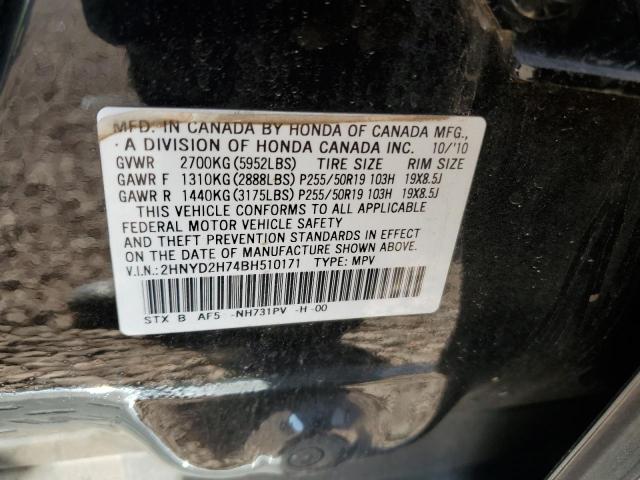 MFD. IN CANADA BY HONDA OF CANADA MFG.,
A DIVISION OF HONDA CANADA INC. 10/'10
GVWR 2700KG(5952LBS) TIRE SIZE RIM SIZE
GAWR F 1310KG(2888LBS) P255/50R19 103H 19X8.5J
GAWR R 1440KG(3175LBS) P255/50R19 103H 19X8.5J
THIS VEHICLE CONFORMS TO ALL APPLICABLE
FEDERAL MOTOR VEHICLE SAFETY
AND THEFT PREVENTION STANDARDS IN EFFECT
ON THE DATE OF MANUFACTURE SHOWN ABOVE.
V.I.N.: 2HNYD2H74BH510171 TYPE: MPV
STX B AF5 -NH731PV -H -00